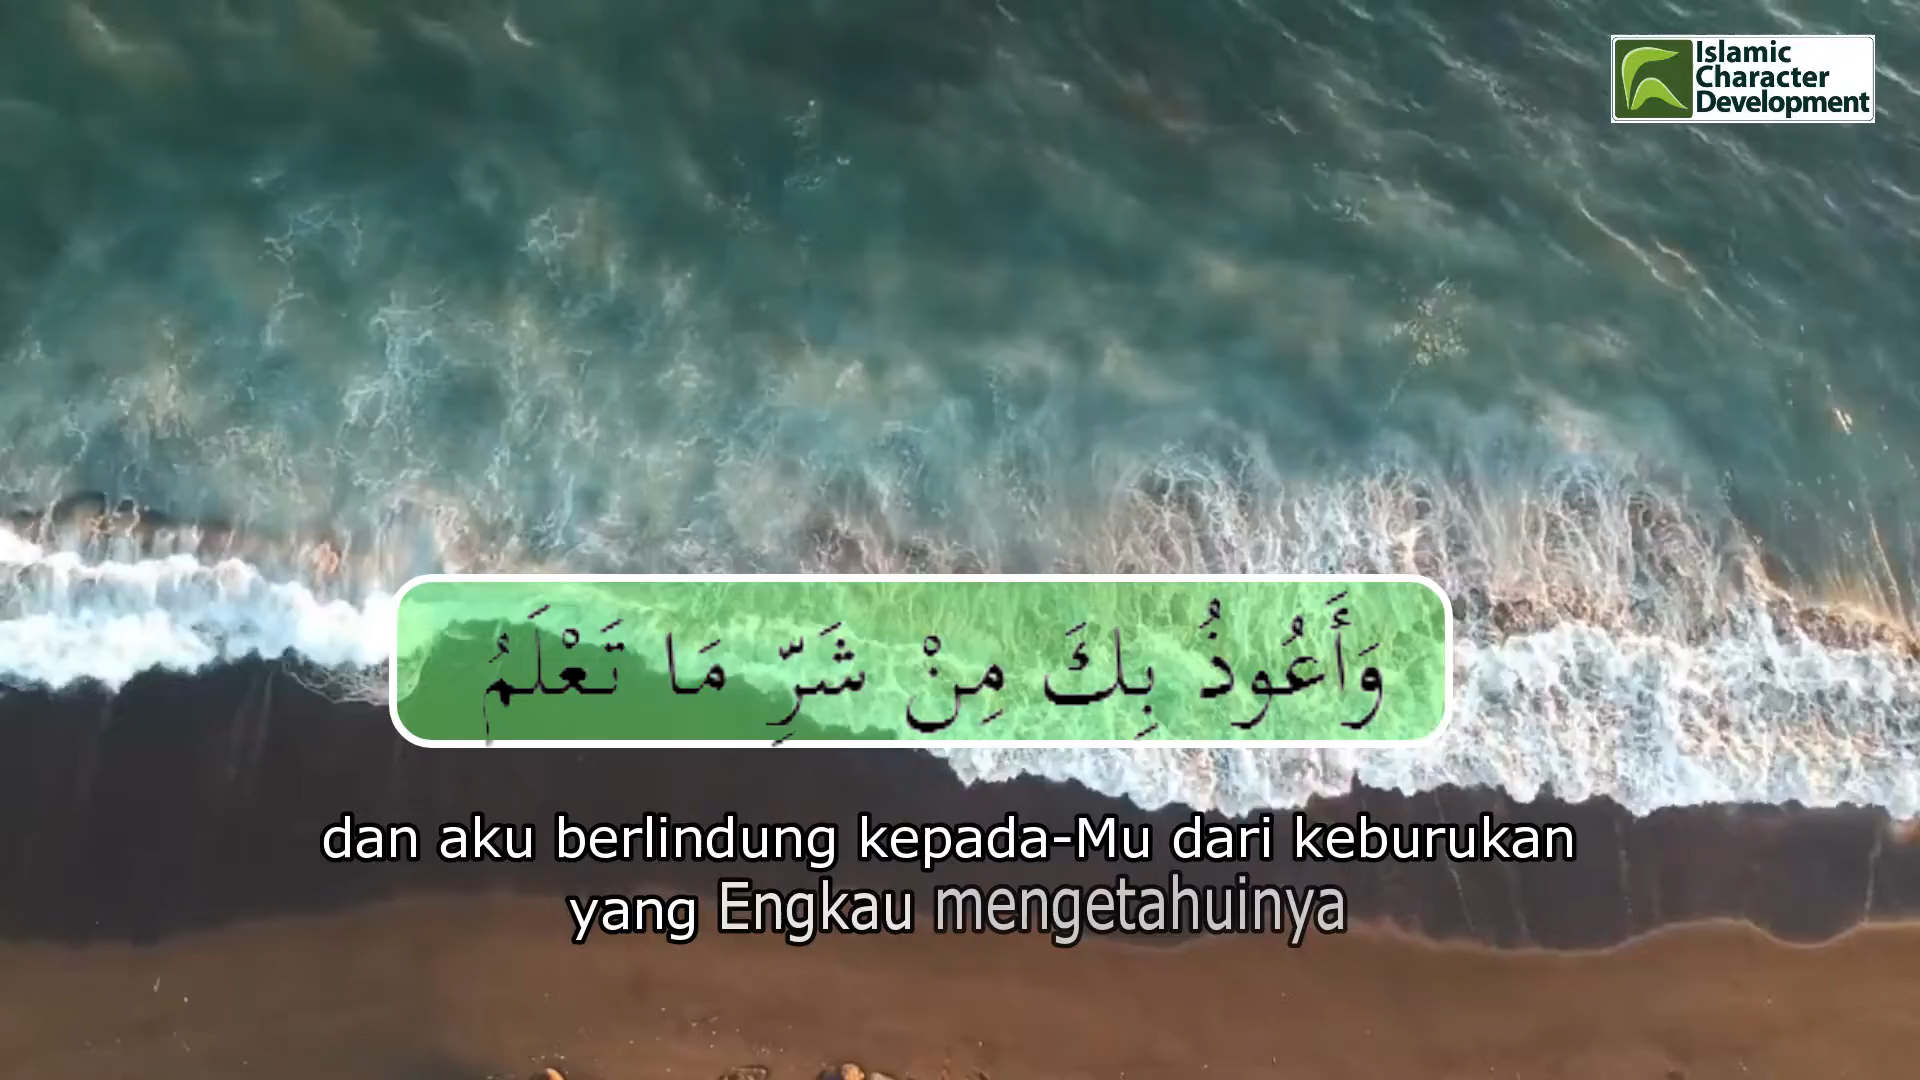 Islamic
Character
Development
وَأَعُوذُ بِكَ مِنْ شَرِّ مَا تَعْلَمُ
dan aku berlindung kepada-Mu dari keburukan
yang Engkau mengetahuinya